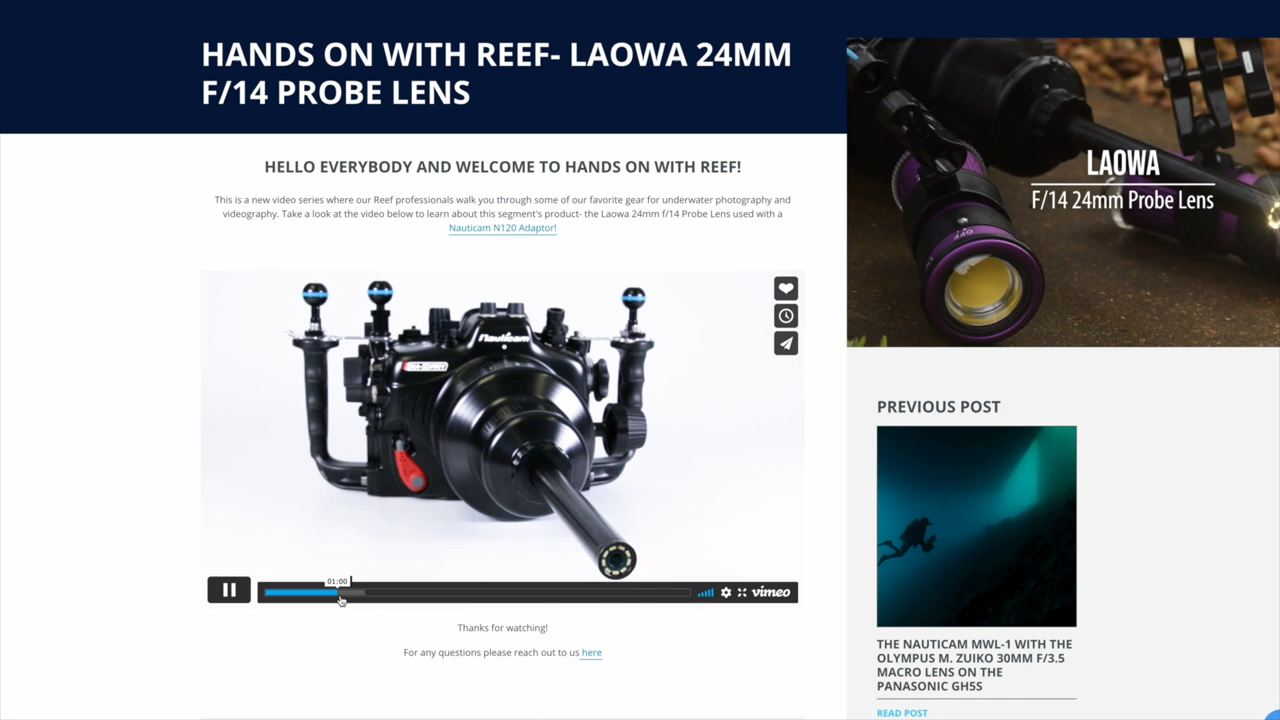 HANDS ON WITH REEF- LAOWA 24MM
F/14 PROBE LENS
HELLO EVERYBODY AND WELCOME TO HANDS ON WITH REEF!
This is a new video series where our Reef professionals walk you through some of our favorite gear for underwater photography and
videography. Take a look at the video below to learn about this segment's product- the Laowa 24mm f/14 Probe Lens used with a
Nauticam N120 Adaptor!
Nauticam
01:00
vimeo
Thanks for watching!
For any questions please reach out to us here
LAOWA
F/14 24mm Probe Lens
OFF
PREVIOUS POST
THE NAUTICAM MWL-1 WITH THE
OLYMPUS M. ZUIKO 30MM F/3.5
MACRO LENS ON THE
PANASONIC GH5S
READ POST